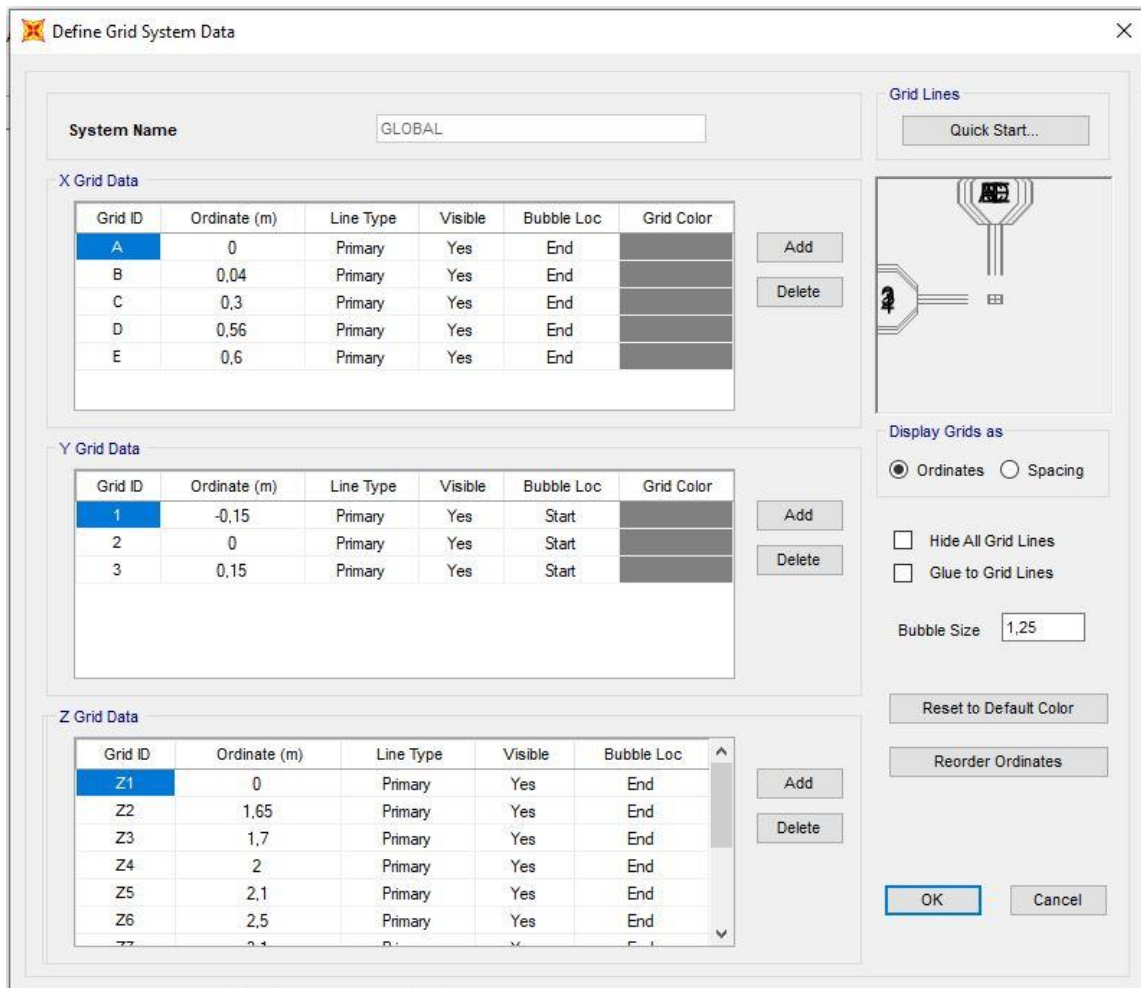 Define Grid System Data
Grid Lines
System Name GLOBAL Quick Start...
X Grid Data
Grid ID Ordinate (m) Line Type Visible Bubble Loc Grid Color
A 0 Primary Yes End Add
B 0,04 Primary Yes End
C 0,3 Primary Yes End Delete
D 0,56 Primary Yes End
E 0,6 Primary Yes End
Display Grids as
Y Grid Data
Ordinates Spacing
Grid ID Ordinate (m) Line Type Visible Bubble Loc Grid Color
1 -0,15 Primary Yes Start Add
2 0 Primary Yes Start Hide All Grid Lines
3 0,15 Primary Yes Start Delete
Glue to Grid Lines
Bubble Size 1,25
Z Grid Data
Reset to Default Color
Grid ID Ordinate (m) Line Type Visible Bubble Loc
Reorder Ordinates
Z1 0 Primary Yes End Add
Z2 1,65 Primary Yes End
Z3 1,7 Primary Yes End Delete
Z4 2 Primary Yes End
Z5 2,1 Primary Yes End OK Cancel
Z6 2,5 Primary Yes End